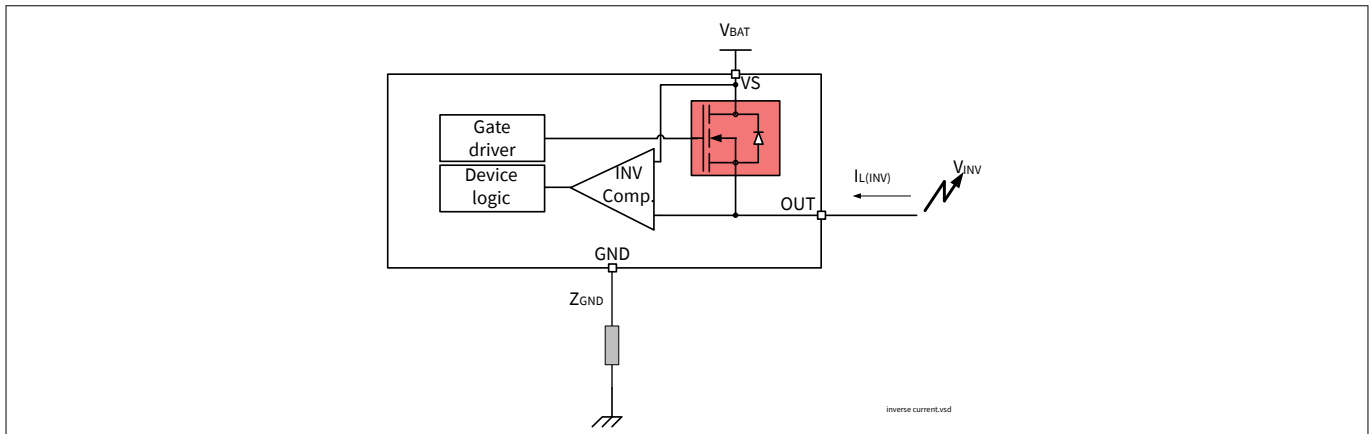 VBAT
VS
Gate
driver
Device
logic
INV
Comp.
OUT
IL(INV)
VINV
GND
ZGND
inverse current.vsd